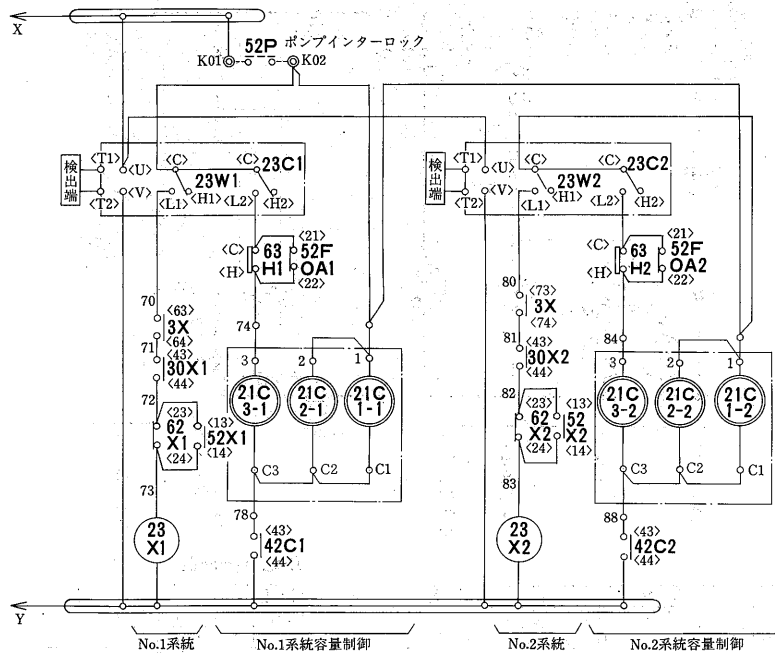 X
K01 52P K02 ポンプインターロック
検出端
<T1> <U> <C> <C> 23C1
23W1
<T2> <V> <L1> <H1> <L2> <H2>
検出端
<T1> <U> <C> <C> 23C2
23W2
<T2> <V> <L1> <H1> <L2> <H2>
<C> 63 H1 <H>
<21> 52F OA1 <22>
<C> 63 H2 <H>
<21> 52F OA2 <22>
70
<63> 3X <64>
71
<43> 30X1 <44>
72
<23> 62 X1 <24>
<13> 52X1 <14>
73
23 X1
74
3 2 1
21C 3-1
21C 2-1
21C 1-1
C3 C2 C1
78
<43> 42C1 <44>
80
<73> 3X <74>
81
<43> 30X2 <44>
82
<23> 62 X2 <24>
<13> 52 X2 <14>
83
23 X2
84
3 2 1
21C 3-2
21C 2-2
21C 1-2
C3 C2 C1
88
<43> 42C2 <44>
Y
No.1系統
No.1系統容量制御
No.2系統
No.2系統容量制御